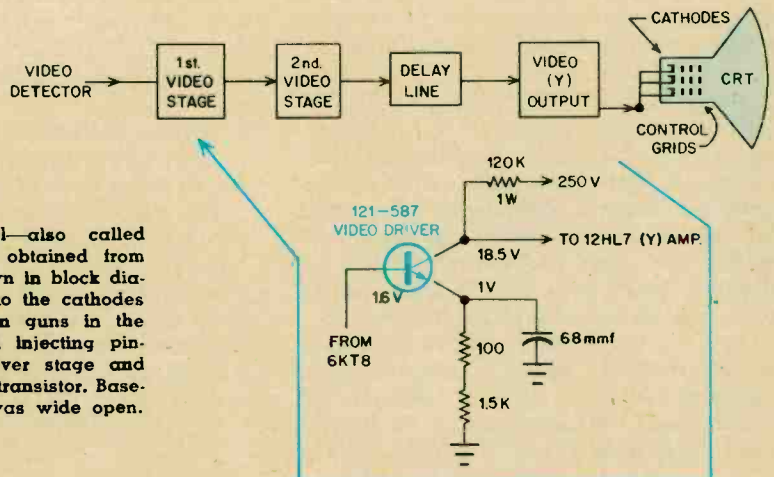 CATHODES
VIDEO
DETECTOR
1st.
VIDEO
STAGE
2nd.
VIDEO
STAGE
DELAY
LINE
VIDEO
(Y)
OUTPUT
CRT
CONTROL
GRIDS
120K
1W
250V
121-587
VIDEO DRIVER
TO 12HL7 (Y) AMP.
18.5V
1.6V
1V
FROM
6KT8
100
68mmf
1.5K
l—also called
obtained from
n in block dia-
o the cathodes
n guns in the
. Injecting pin-
ver stage and
transistor. Base-
was wide open.